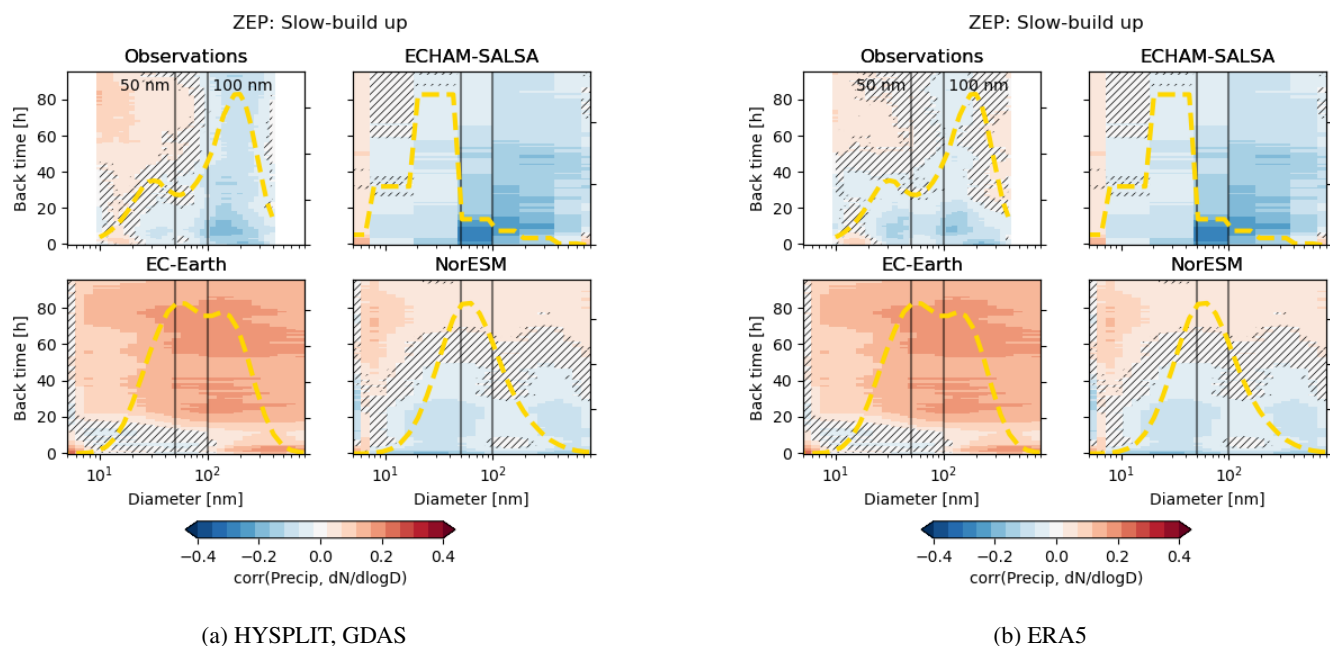 ZEP: Slow-build up
Observations
ECHAM-SALSA
50 nm
100 nm
Back time [h]
80
60
40
20
0
EC-Earth
NorESM
Back time [h]
80
60
40
20
0
10¹
10²
10¹
10²
Diameter [nm]
Diameter [nm]
−0.4
−0.2
0.0
0.2
0.4
corr(Precip, dN/dlogD)
(a) HYSPLIT, GDAS
ZEP: Slow-build up
Observations
ECHAM-SALSA
50 nm
100 nm
Back time [h]
80
60
40
20
0
EC-Earth
NorESM
Back time [h]
80
60
40
20
0
10¹
10²
10¹
10²
Diameter [nm]
Diameter [nm]
−0.4
−0.2
0.0
0.2
0.4
corr(Precip, dN/dlogD)
(b) ERA5